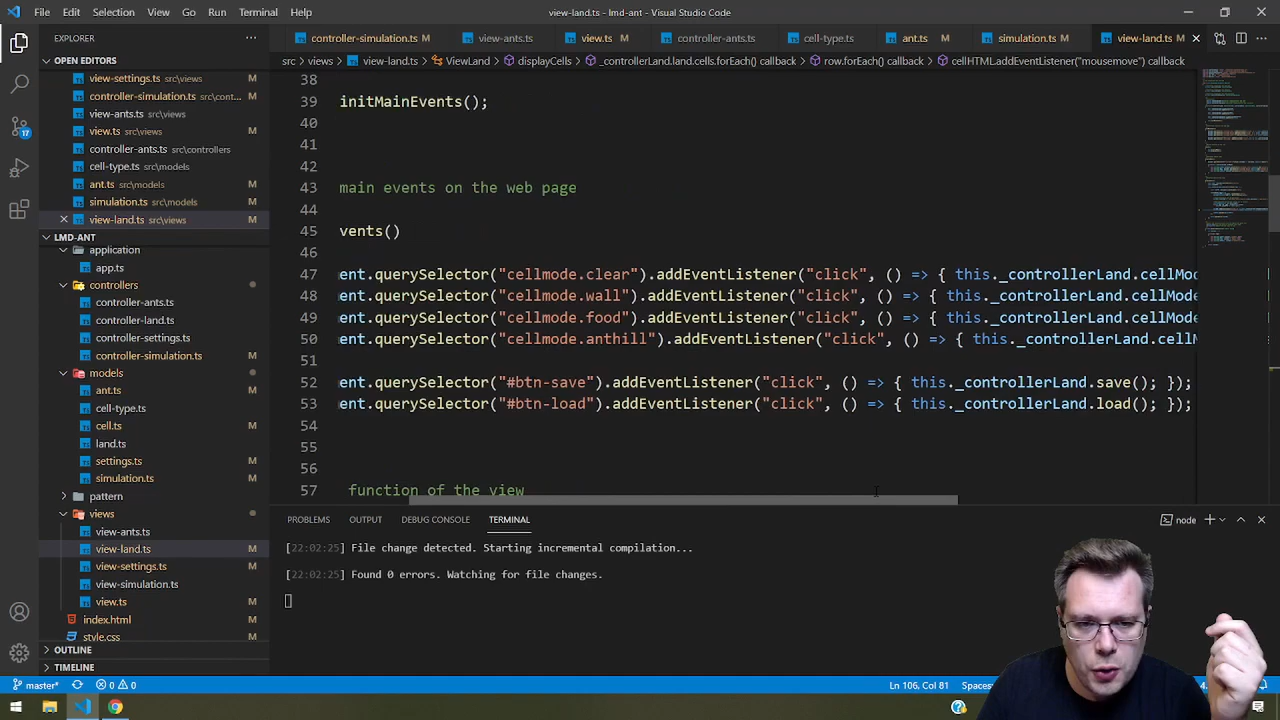 File Edit Selection View Go Run Terminal Help view-land.ts - lmd-ant - Visual Studio Code
EXPLORER
controller-simulation.ts M view-ants.ts view.ts M controller-ants.ts cell-type.ts ant.ts M simulation.ts M view-land.ts M
src > views > view-land.ts > ViewLand > displayCells > _controllerLand.land.cells.forEach() callback > row.forEach() callback > cellHTML.addEventListener("mousemove") callback
OPEN EDITORS
view-settings.ts src\views M
controller-simulation.ts src\cont... M
view-ants.ts src\views
view.ts src\views M
controller-ants.ts src\controllers
cell-type.ts src\models
ant.ts src\models M
simulation.ts src\models M
view-land.ts src\views M
LMD-ANT
application
app.ts
controllers
controller-ants.ts
controller-land.ts
controller-settings.ts
controller-simulation.ts M
models
ant.ts M
cell-type.ts
cell.ts M
land.ts
settings.ts M
simulation.ts M
pattern
views
view-ants.ts
view-land.ts M
view-settings.ts M
view-simulation.ts
view.ts M
index.html
style.css
OUTLINE
TIMELINE
17
38
39 initMainEvents();
40
41
42
43 main events on the web page
44
45 vents()
46
47 ent.querySelector("cellmode.clear").addEventListener("click", () => { this._controllerLand.cellMo
48 ent.querySelector("cellmode.wall").addEventListener("click", () => { this._controllerLand.cellMode
49 ent.querySelector("cellmode.food").addEventListener("click", () => { this._controllerLand.cellMode
50 ent.querySelector("cellmode.anthill").addEventListener("click", () => { this._controllerLand.cell
51
52 ent.querySelector("#btn-save").addEventListener("click", () => { this._controllerLand.save(); });
53 ent.querySelector("#btn-load").addEventListener("click", () => { this._controllerLand.load(); });
54
55
56
57 function of the view
PROBLEMS OUTPUT DEBUG CONSOLE TERMINAL node
[22:02:25] File change detected. Starting incremental compilation...
[22:02:25] Found 0 errors. Watching for file changes.
master* 0 0 Ln 106, Col 81 Spaces